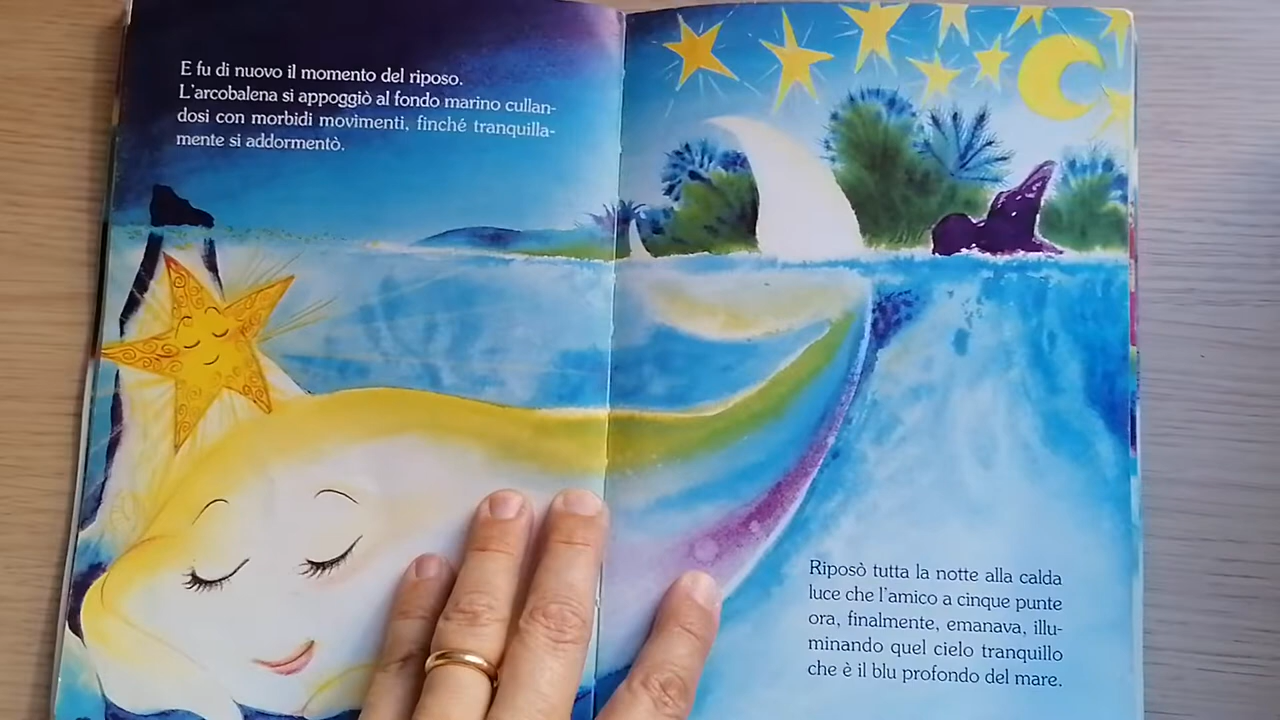 E fu di nuovo il momento del riposo.
L'arcobalena si appoggiò al fondo marino cullan-
dosi con morbidi movimenti, finché tranquilla-
mente si addormentò.
Riposò tutta la notte alla calda
luce che l'amico a cinque punte
ora, finalmente, emanava, illu-
minando quel cielo tranquillo
che è il blu profondo del mare.